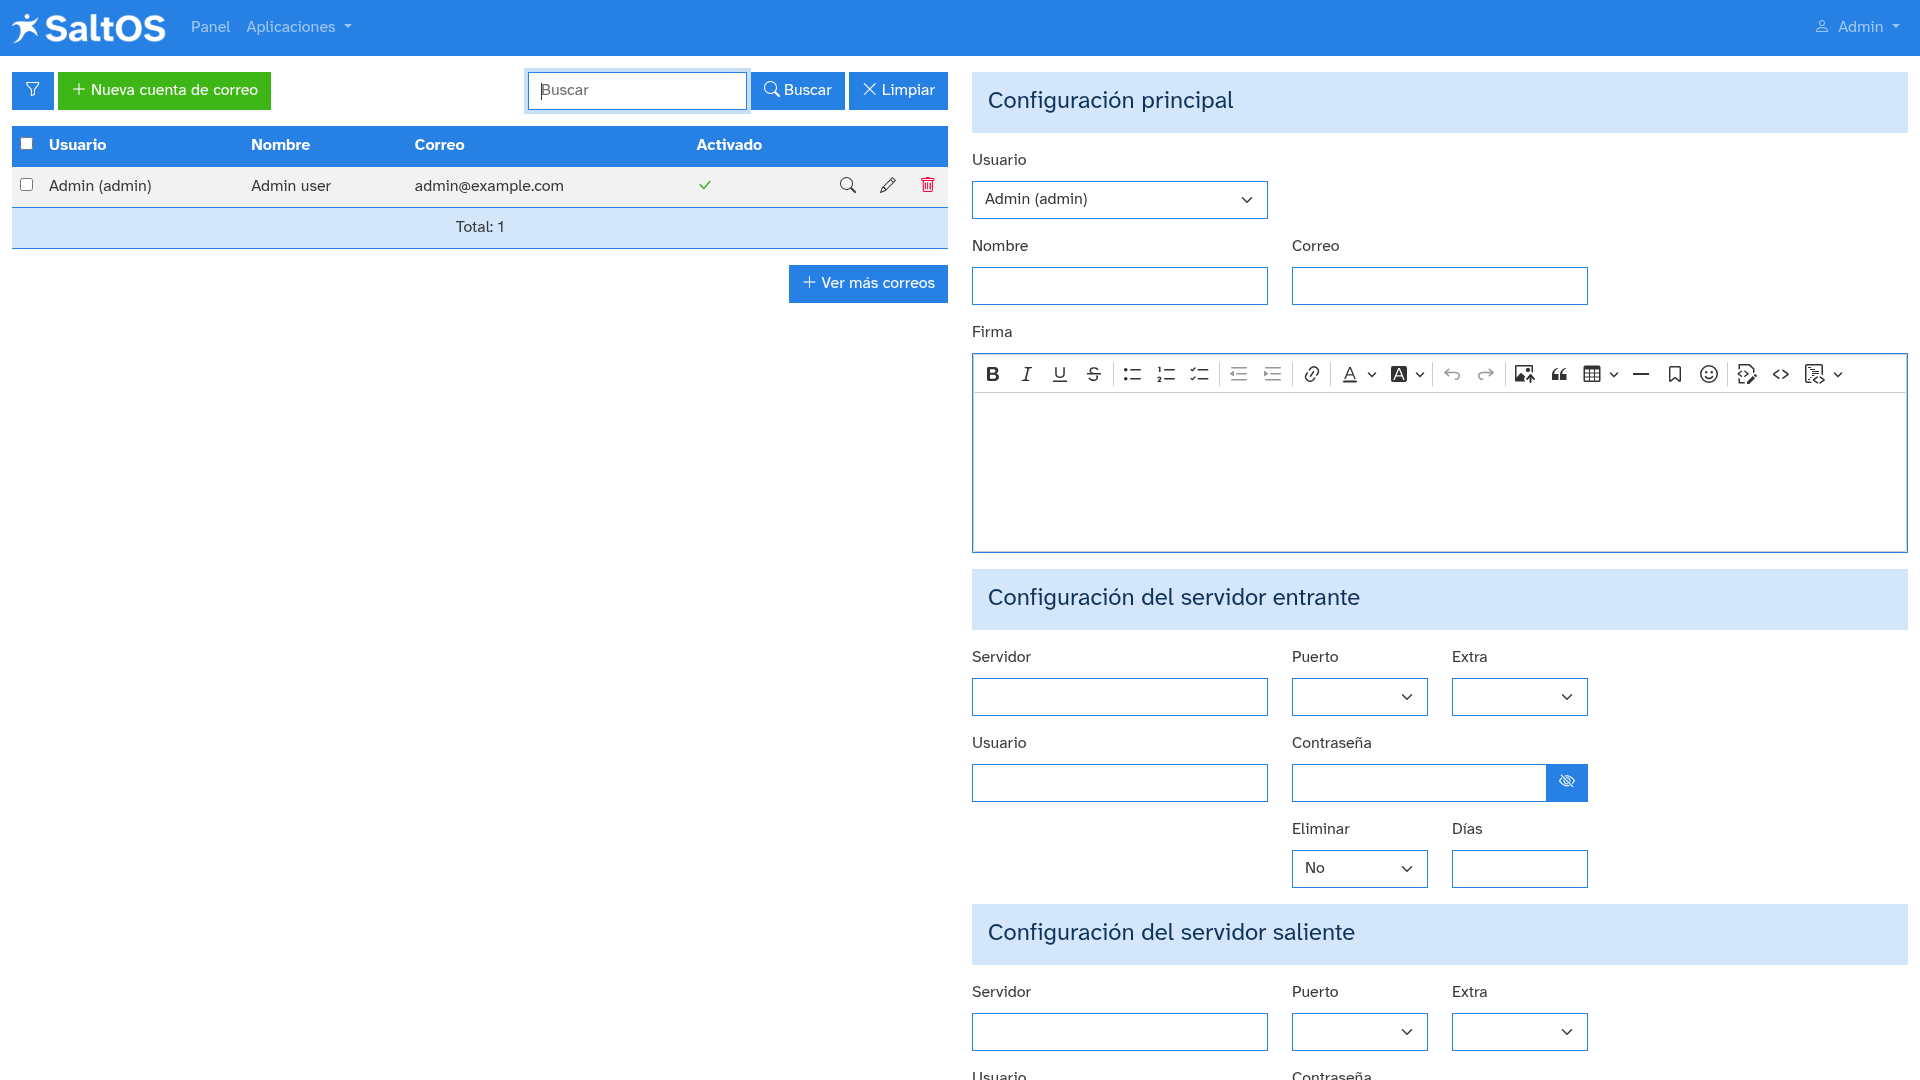 SaltOS
Panel Aplicaciones
Admin
Nueva cuenta de correo
Buscar
Buscar
Limpiar
Usuario Nombre Correo Activado
Admin (admin) Admin user admin@example.com
Total: 1
Ver más correos
Configuración principal
Usuario
Admin (admin)
Nombre Correo
Firma
Configuración del servidor entrante
Servidor Puerto Extra
Usuario Contraseña
Eliminar Días
No
Configuración del servidor saliente
Servidor Puerto Extra
Usuario Contraseña